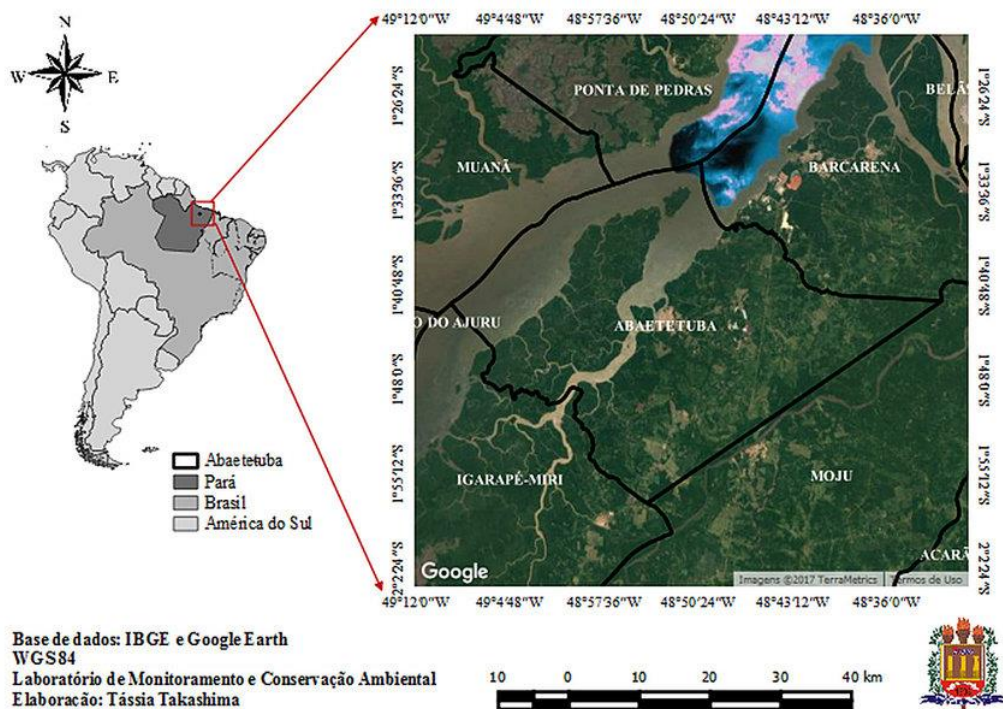 49°12'0"W 49°4'48"W 48°57'36"W 48°50'24"W 48°43'12"W 48°36'0"W
N
W E
S
1°26'24"S
1°33'36"S
1°40'48"S
1°48'0"S
1°55'12"S
2°2'24"S
PONTA DE PEDRAS
BELÃ
MUANÃ
BARCARENA
O DO AJURU
ABAETETUBA
IGARAPÉ-MIRI
MOJU
ACARÃ
Google
Imagens ©2017 TerraMetrics Termos de Uso
1°26'24"S
1°33'36"S
1°40'48"S
1°48'0"S
1°55'12"S
2°2'24"S
49°12'0"W 49°4'48"W 48°57'36"W 48°50'24"W 48°43'12"W 48°36'0"W
Abaetetuba
Pará
Brasil
América do Sul
Base de dados: IBGE e Google Earth
WGS84
Laboratório de Monitoramento e Conservação Ambiental
Elaboração: Tássia Takashima
10 0 10 20 30 40 km